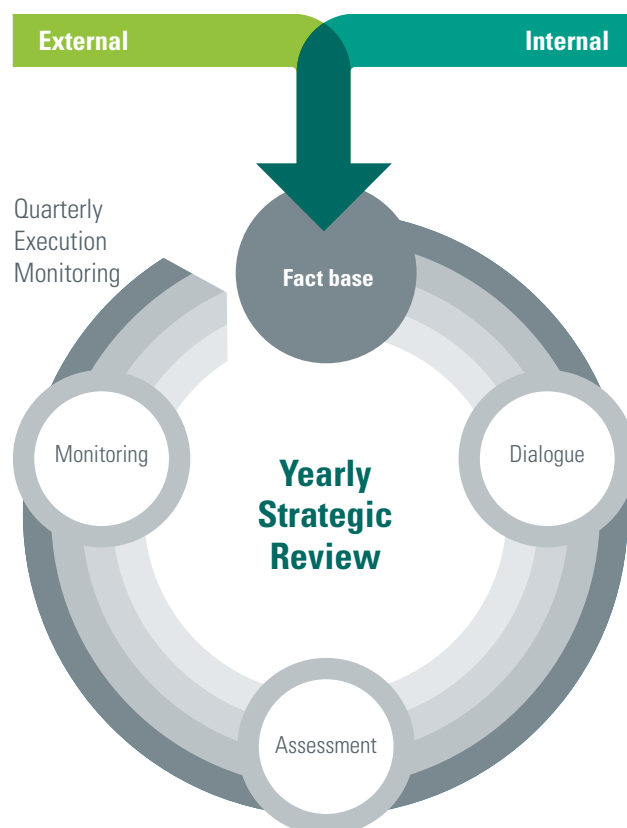 External
Internal
Quarterly
Execution
Monitoring
Fact base
Monitoring
Dialogue
Yearly
Strategic
Review
Assessment